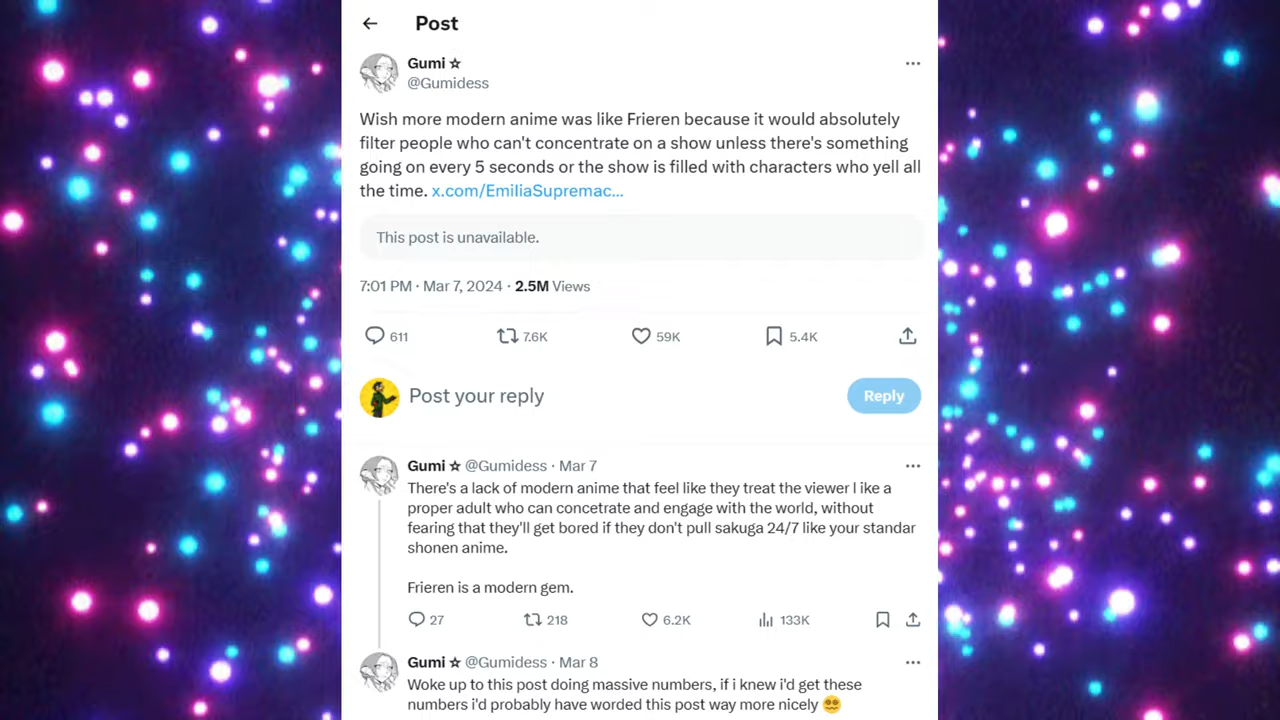 Post
Gumi ☆
@Gumidess
Wish more modern anime was like Frieren because it would absolutely
filter people who can't concentrate on a show unless there's something
going on every 5 seconds or the show is filled with characters who yell all
the time. x.com/EmiliaSupremac...
This post is unavailable.
7:01 PM · Mar 7, 2024 · 2.5M Views
611 7.6K 59K 5.4K
Post your reply
Reply
Gumi ☆ @Gumidess · Mar 7
There's a lack of modern anime that feel like they treat the viewer l ike a
proper adult who can concetrate and engage with the world, without
fearing that they'll get bored if they don't pull sakuga 24/7 like your standar
shonen anime.
Frieren is a modern gem.
27 218 6.2K 133K
Gumi ☆ @Gumidess · Mar 8
Woke up to this post doing massive numbers, if i knew i'd get these
numbers i'd probably have worded this post way more nicely 😵‍💫